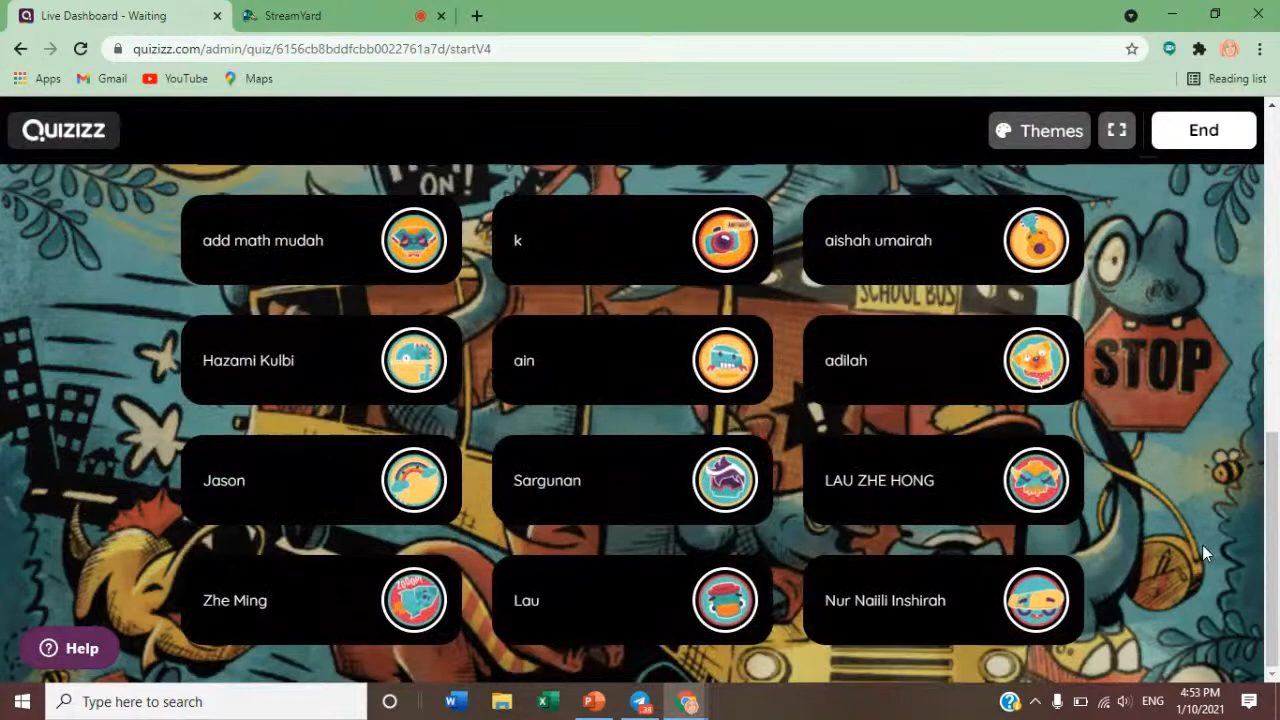 Live Dashboard - Waiting
StreamYard
quizizz.com/admin/quiz/6156cb8bddfcbb0022761a7d/startV4
Apps
Gmail
YouTube
Maps
Reading list
QUIZIZZ
Themes
End
ON'!
add math mudah
k
aishah umairah
SCHOOL BUS
Hazami Kulbi
ain
adilah
STOP
Jason
Sargunan
LAU ZHE HONG
Zhe Ming
Lau
Nur Naiili Inshirah
Help
Type here to search
ENG
4:53 PM
1/10/2021